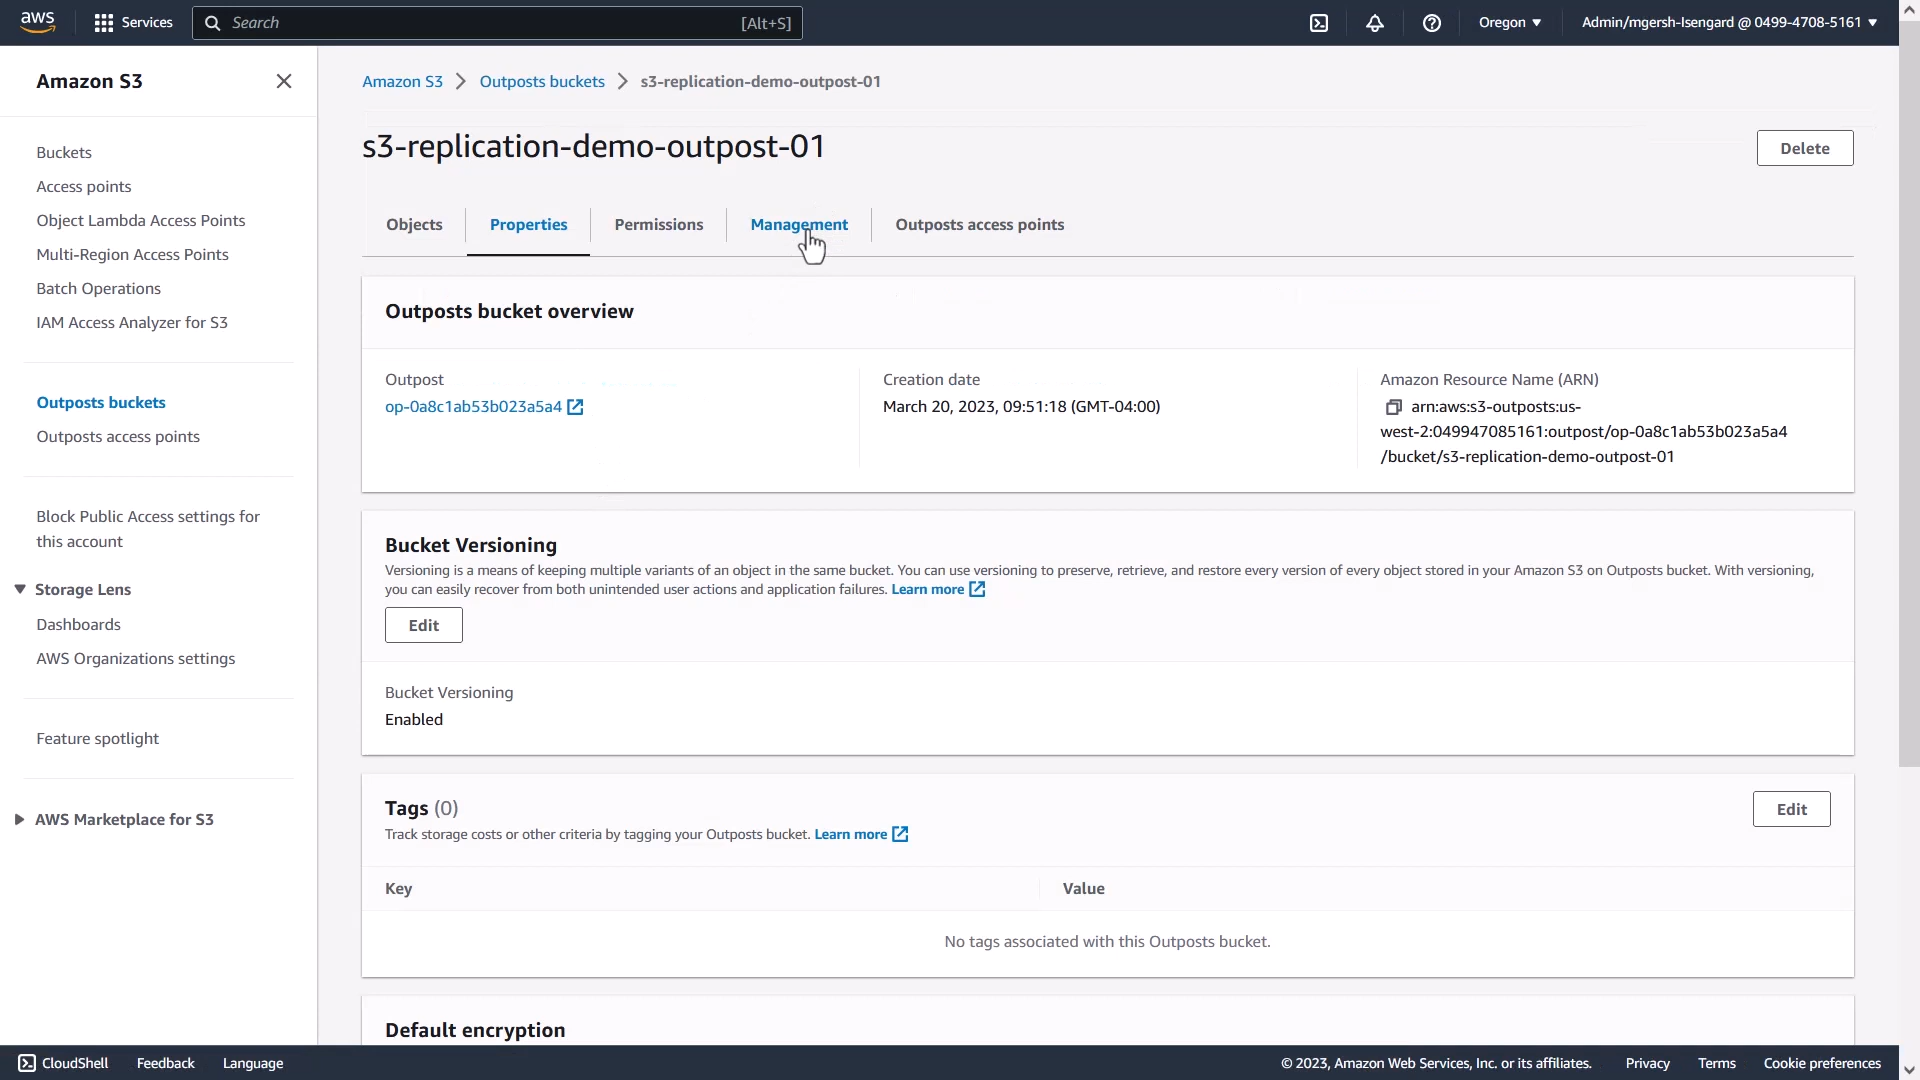 aws
Services
Search
[Alt+S]
Oregon
Admin/mgersh-Isengard @ 0499-4708-5161
Amazon S3
Buckets
Access points
Object Lambda Access Points
Multi-Region Access Points
Batch Operations
IAM Access Analyzer for S3
Outposts buckets
Outposts access points
Block Public Access settings for
this account
Storage Lens
Dashboards
AWS Organizations settings
Feature spotlight
AWS Marketplace for S3
Amazon S3 > Outposts buckets > s3-replication-demo-outpost-01
s3-replication-demo-outpost-01
Delete
Objects
Properties
Permissions
Management
Outposts access points
Outposts bucket overview
Outpost
op-0a8c1ab53b023a5a4
Creation date
March 20, 2023, 09:51:18 (GMT-04:00)
Amazon Resource Name (ARN)
arn:aws:s3-outposts:us-
west-2:049947085161:outpost/op-0a8c1ab53b023a5a4
/bucket/s3-replication-demo-outpost-01
Bucket Versioning
Versioning is a means of keeping multiple variants of an object in the same bucket. You can use versioning to preserve, retrieve, and restore every version of every object stored in your Amazon S3 on Outposts bucket. With versioning,
you can easily recover from both unintended user actions and application failures. Learn more
Edit
Bucket Versioning
Enabled
Tags (0)
Track storage costs or other criteria by tagging your Outposts bucket. Learn more
Edit
Key
Value
No tags associated with this Outposts bucket.
Default encryption
CloudShell
Feedback
Language
© 2023, Amazon Web Services, Inc. or its affiliates.
Privacy
Terms
Cookie preferences